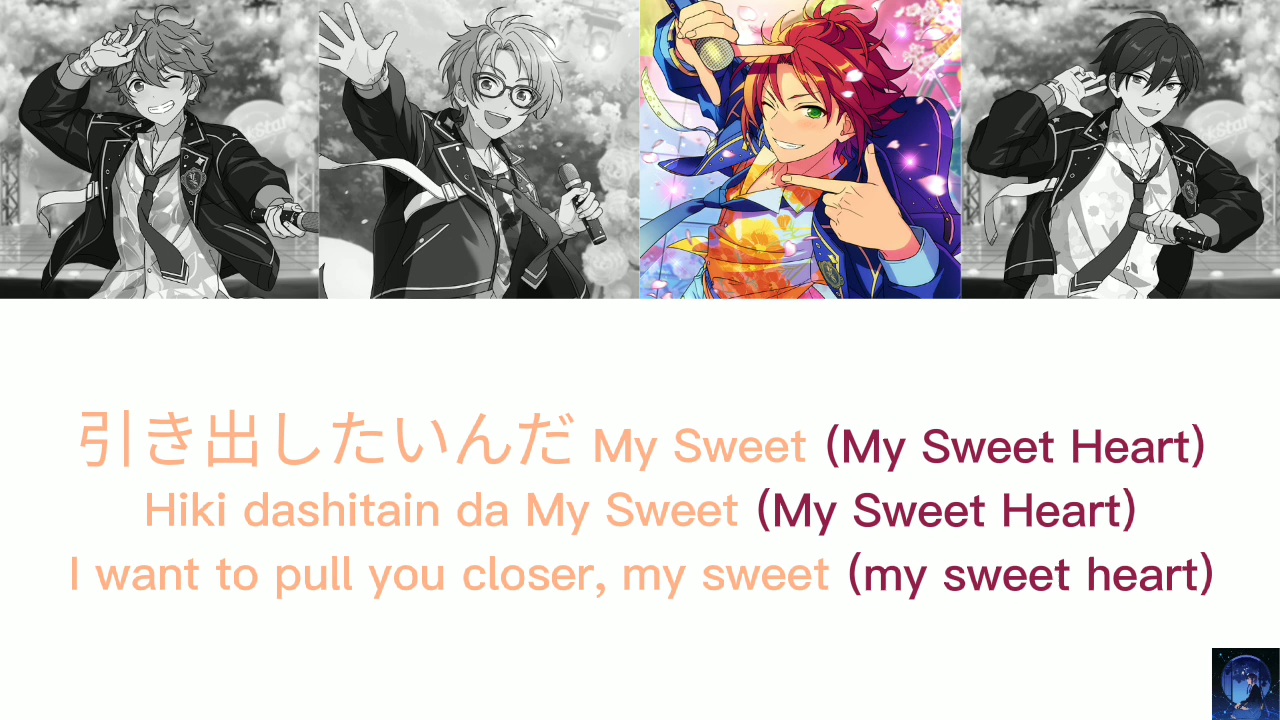 引き出したいんだ My Sweet (My Sweet Heart)
Hiki dashitain da My Sweet (My Sweet Heart)
I want to pull you closer, my sweet (my sweet heart)